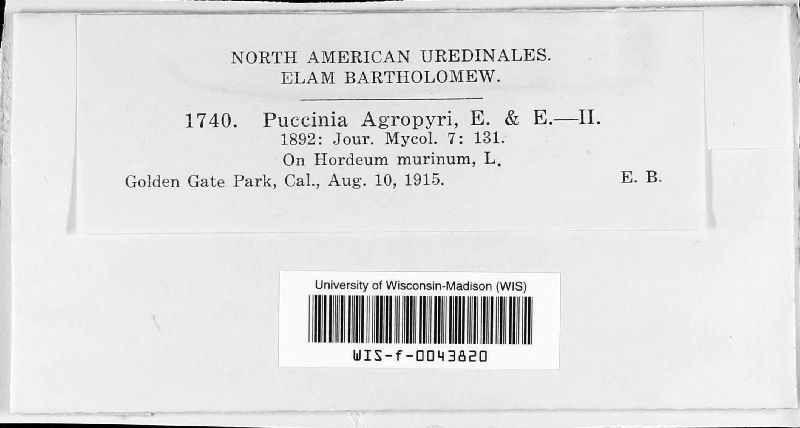 NORTH AMERICAN UREDINALES.
ELAM BARTHOLOMEW.
1740. Puccinia Agropyri, E. & E.—II.
1892: Jour. Mycol. 7: 131.
On Hordeum murinum, L.
Golden Gate Park, Cal., Aug. 10, 1915. E. B.
University of Wisconsin-Madison (WIS)
WIS-f-0043820